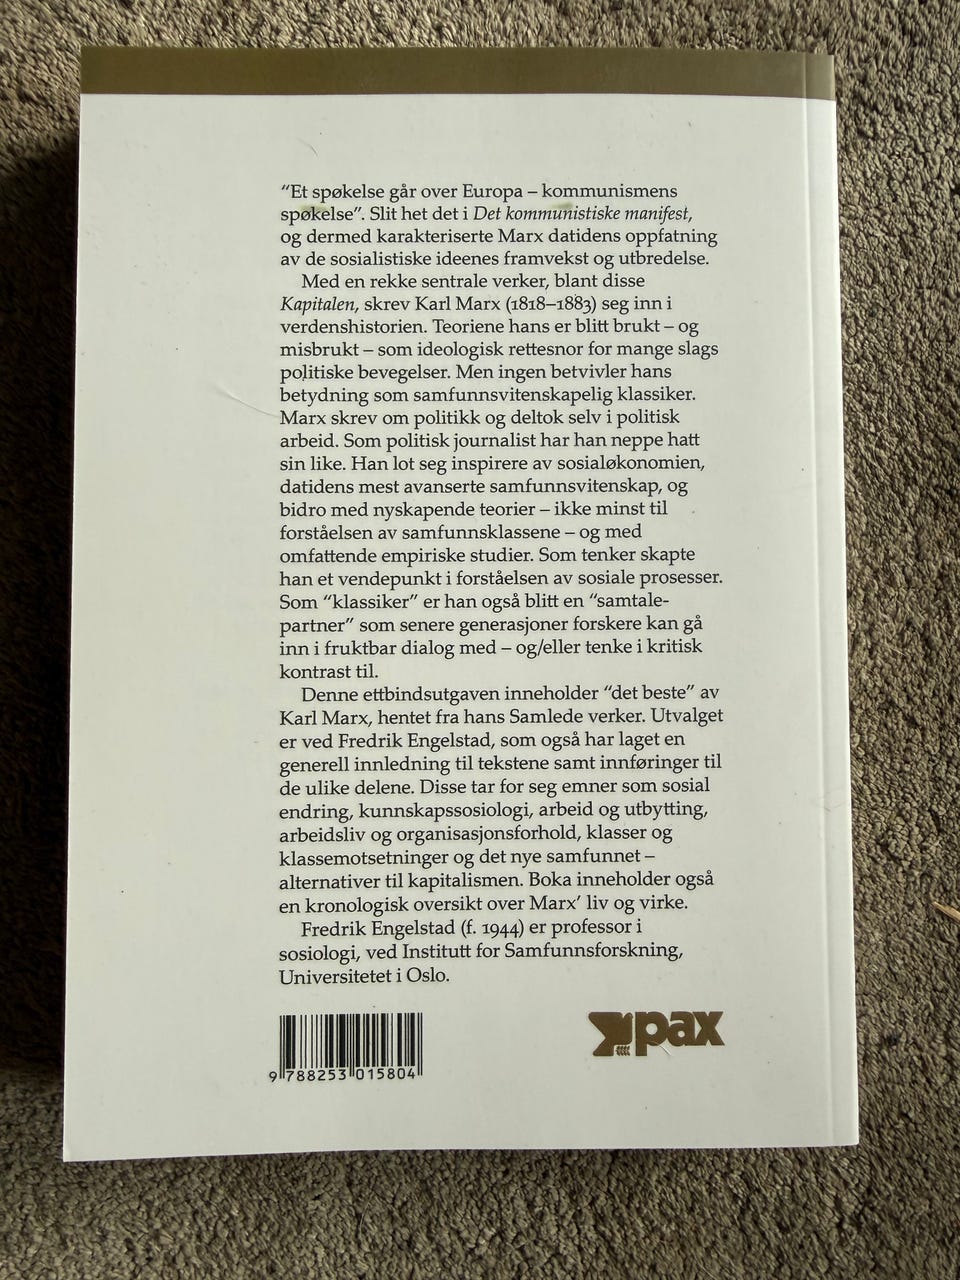 “Et spøkelse går over Europa – kommunismens
spøkelse”. Slit het det i Det kommunistiske manifest,
og dermed karakteriserte Marx datidens oppfatning
av de sosialistiske ideenes framvekst og utbredelse.
Med en rekke sentrale verker, blant disse
Kapitalen, skrev Karl Marx (1818–1883) seg inn i
verdenshistorien. Teoriene hans er blitt brukt – og
misbrukt – som ideologisk rettesnor for mange slags
politiske bevegelser. Men ingen betvivler hans
betydning som samfunnsvitenskapelig klassiker.
Marx skrev om politikk og deltok selv i politisk
arbeid. Som politisk journalist har han neppe hatt
sin like. Han lot seg inspirere av sosialøkonomien,
datidens mest avanserte samfunnsvitenskap, og
bidro med nyskapende teorier – ikke minst til
forståelsen av samfunnsklassene – og med
omfattende empiriske studier. Som tenker skapte
han et vendepunkt i forståelsen av sosiale prosesser.
Som “klassiker” er han også blitt en “samtale-
partner” som senere generasjoner forskere kan gå
inn i fruktbar dialog med – og/eller tenke i kritisk
kontrast til.
Denne ettbindsutgaven inneholder “det beste” av
Karl Marx, hentet fra hans Samlede verker. Utvalget
er ved Fredrik Engelstad, som også har laget en
generell innledning til tekstene samt innføringer til
de ulike delene. Disse tar for seg emner som sosial
endring, kunnskapssosiologi, arbeid og utbytting,
arbeidsliv og organisasjonsforhold, klasser og
klassemotsetninger og det nye samfunnet –
alternativer til kapitalismen. Boka inneholder også
en kronologisk oversikt over Marx’ liv og virke.
Fredrik Engelstad (f. 1944) er professor i
sosiologi, ved Institutt for Samfunnsforskning,
Universitetet i Oslo.
pax
9 788253 015804